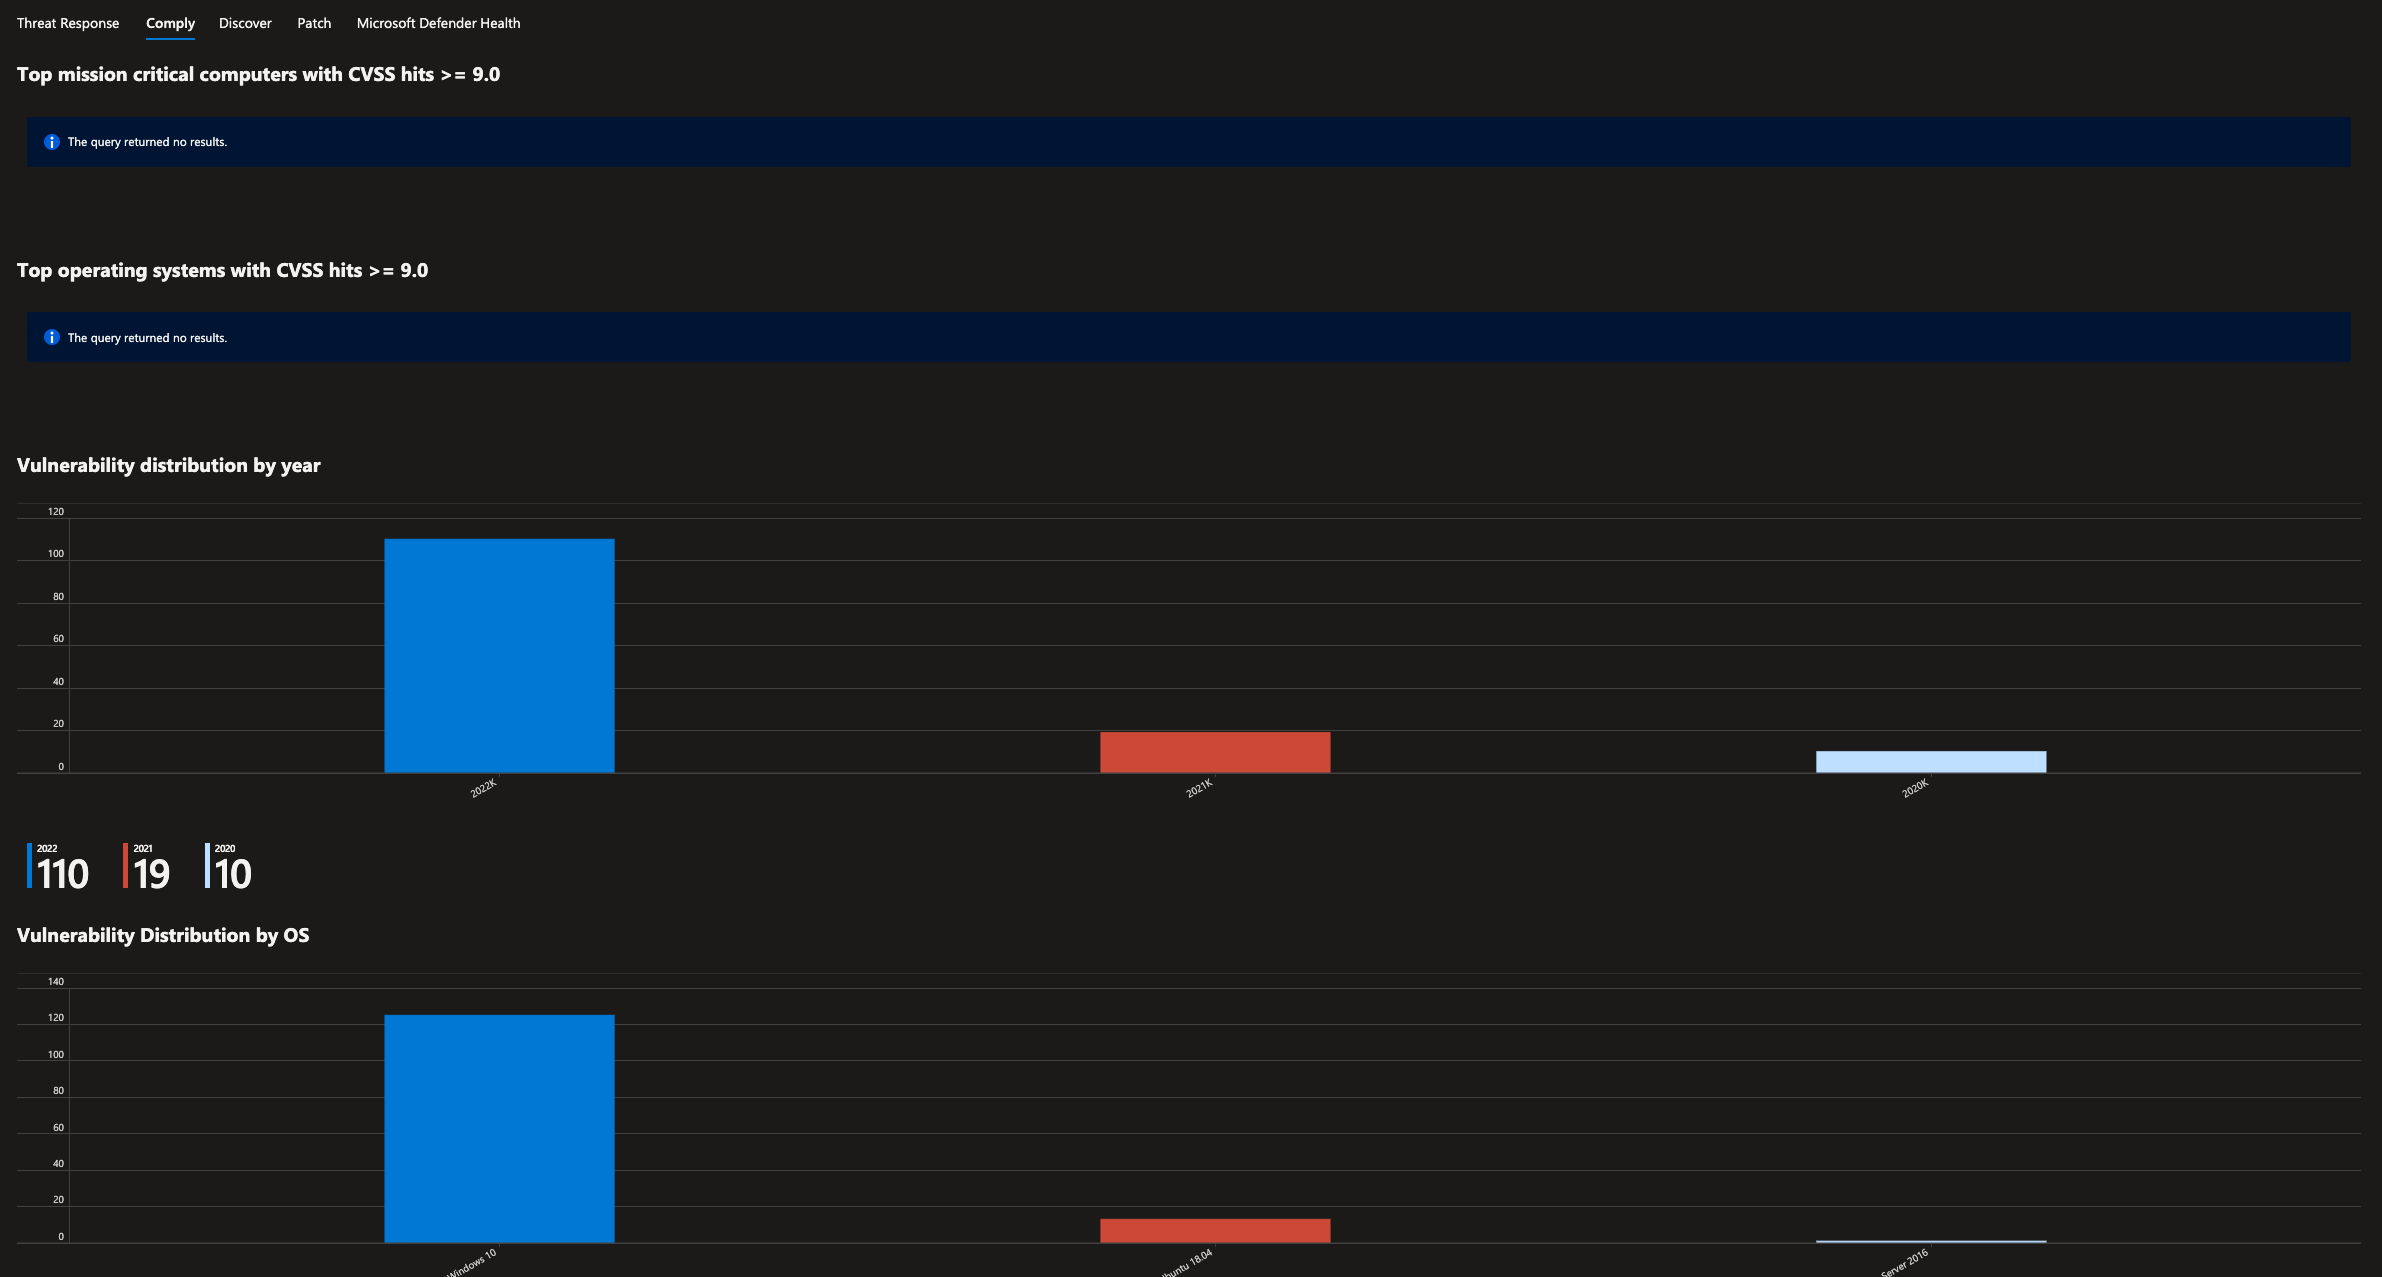 Threat Response Comply Discover Patch Microsoft Defender Health
Top mission critical computers with CVSS hits >= 9.0
The query returned no results.
Top operating systems with CVSS hits >= 9.0
The query returned no results.
Vulnerability distribution by year
120
100
80
60
40
20
0
2022K 2021K 2020K
2022 2021 2020
110 19 10
Vulnerability Distribution by OS
140
120
100
80
60
40
20
0
Windows 10 18.04 Server 2016